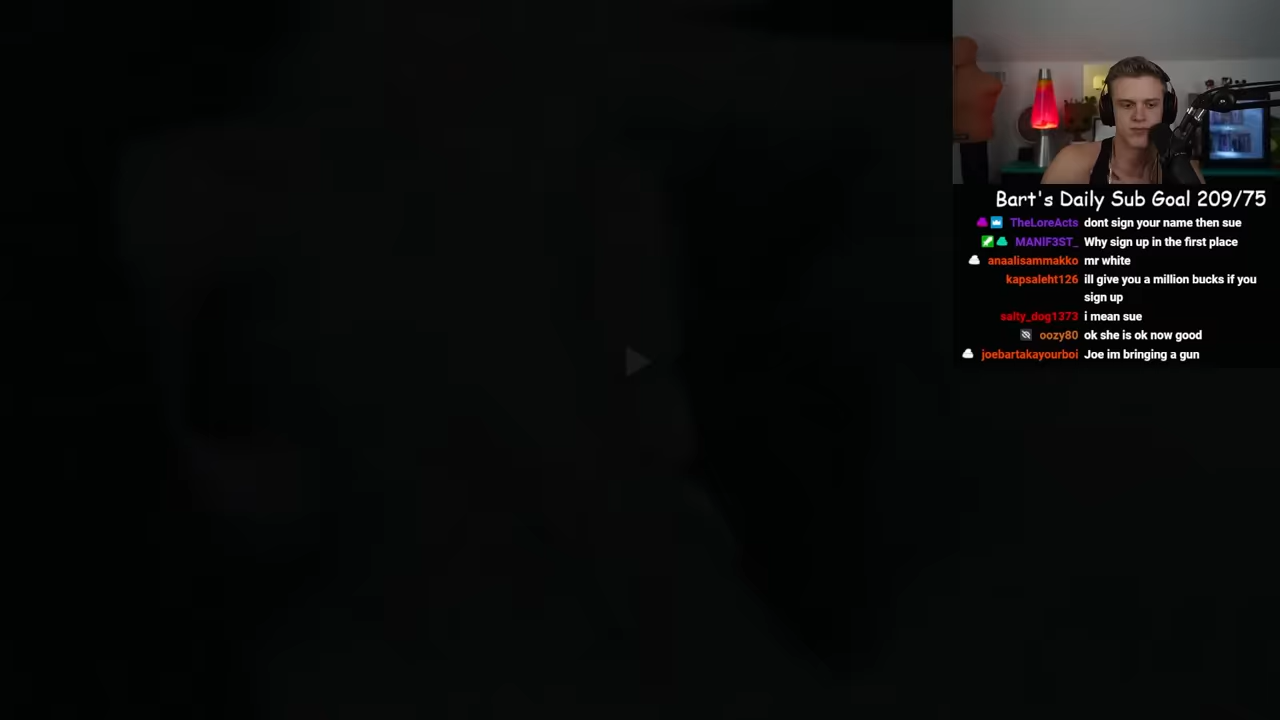 Bart's Daily Sub Goal 209/75
TheLoreActs dont sign your name then sue
MANIF3ST_ Why sign up in the first place
anaalisammakko mr white
kapsaleht126 ill give you a million bucks if you
sign up
salty_dog1373 i mean sue
oozy80 ok she is ok now good
joebartakayourboi Joe im bringing a gun